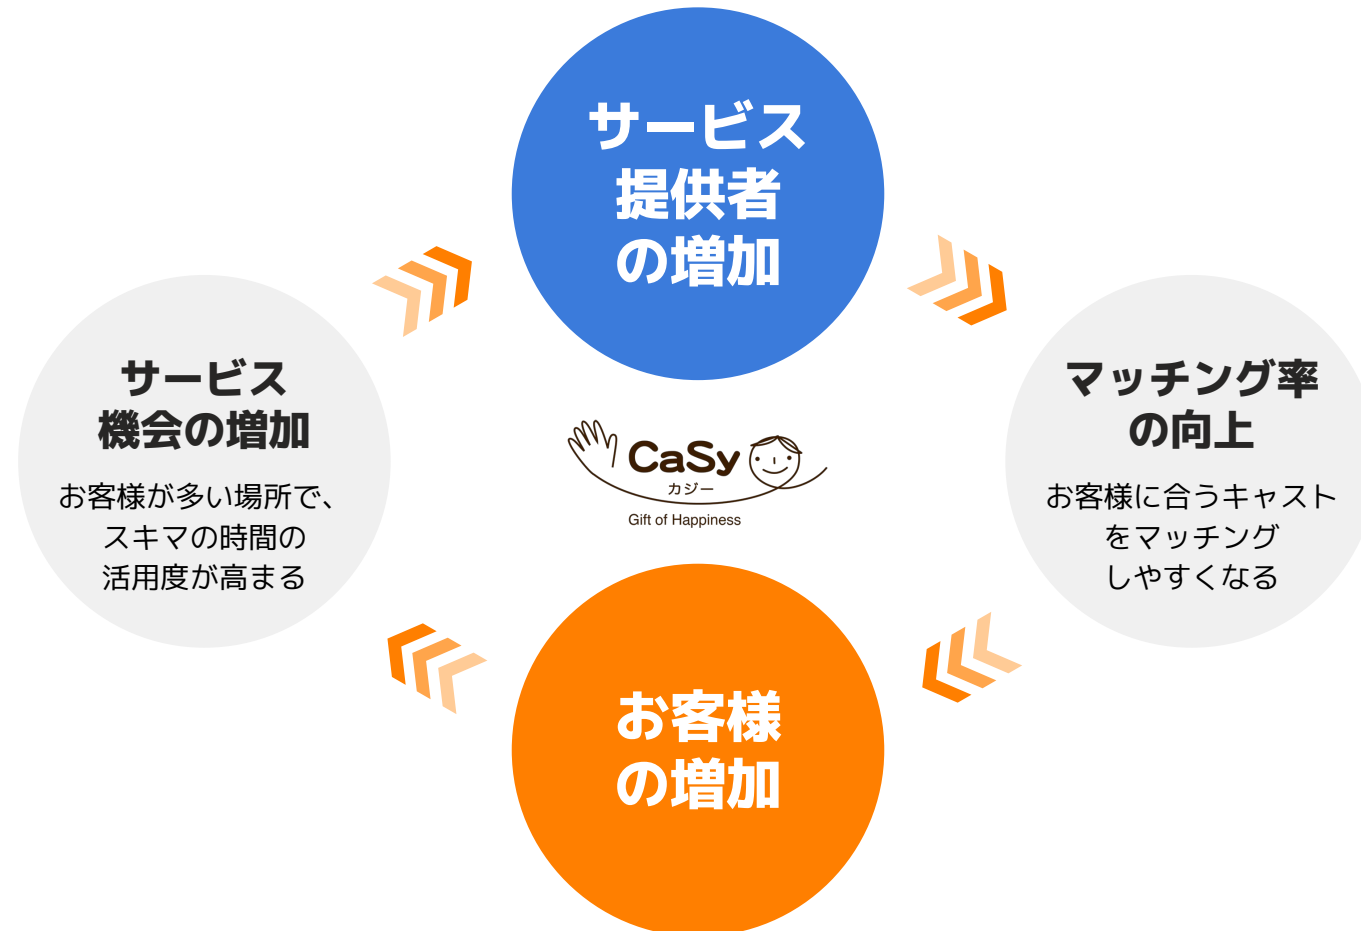 サービス
提供者
の増加
サービス
機会の増加
お客様が多い場所で、
スキマの時間の
活用度が高まる
CaSy
カジー
Gift of Happiness
マッチング率
の向上
お客様に合うキャスト
をマッチング
しやすくなる
お客様
の増加